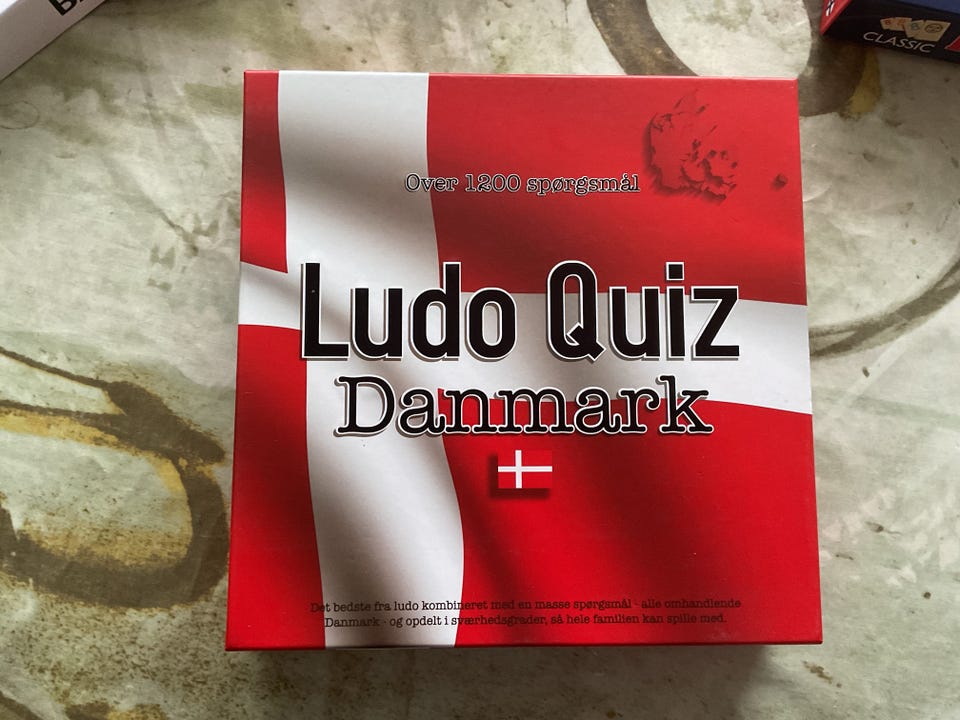 CLASSIC
Over 1200 spørgsmål
Ludo Quiz
Danmark
Det bedste fra ludo kombineret med en masse spørgsmål - alle omhandlende
Danmark - og opdelt i sværhedsgrader, så hele familien kan spille med.